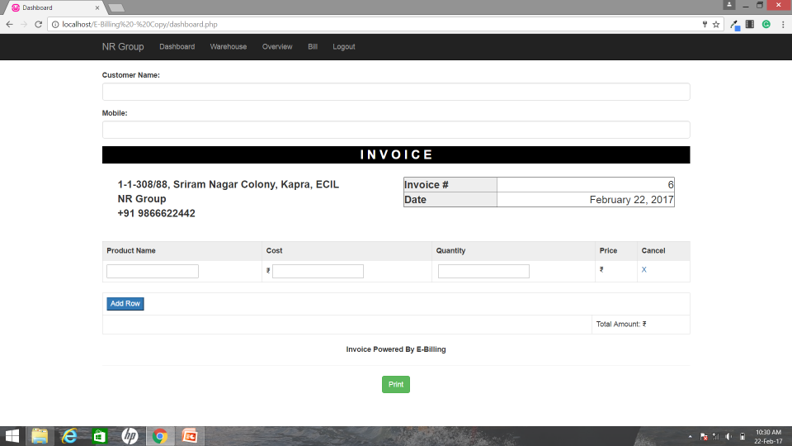 Dashboard
localhost/E-Billing%20-%20Copy/dashboard.php
NR Group Dashboard Warehouse Overview Bill Logout
Customer Name:
Mobile:
INVOICE
1-1-308/88, Sriram Nagar Colony, Kapra, ECIL
NR Group
+91 9866622442
Invoice # 6
Date February 22, 2017
Product Name Cost Quantity Price Cancel
₹ ₹ X
Add Row
Total Amount: ₹
Invoice Powered By E-Billing
Print
10:30 AM
22-Feb-17